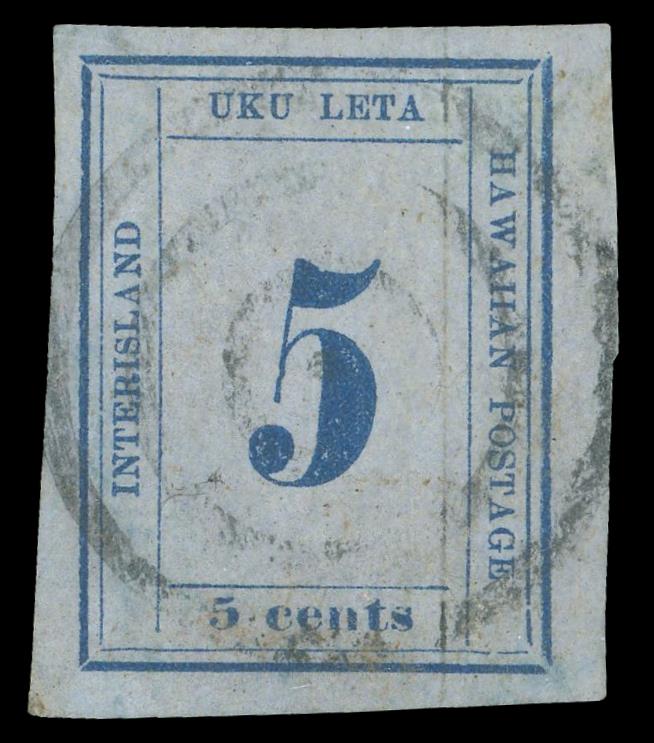 UKU LETA
INTERISLAND
HAWAIIAN POSTAGE
5
5 cents